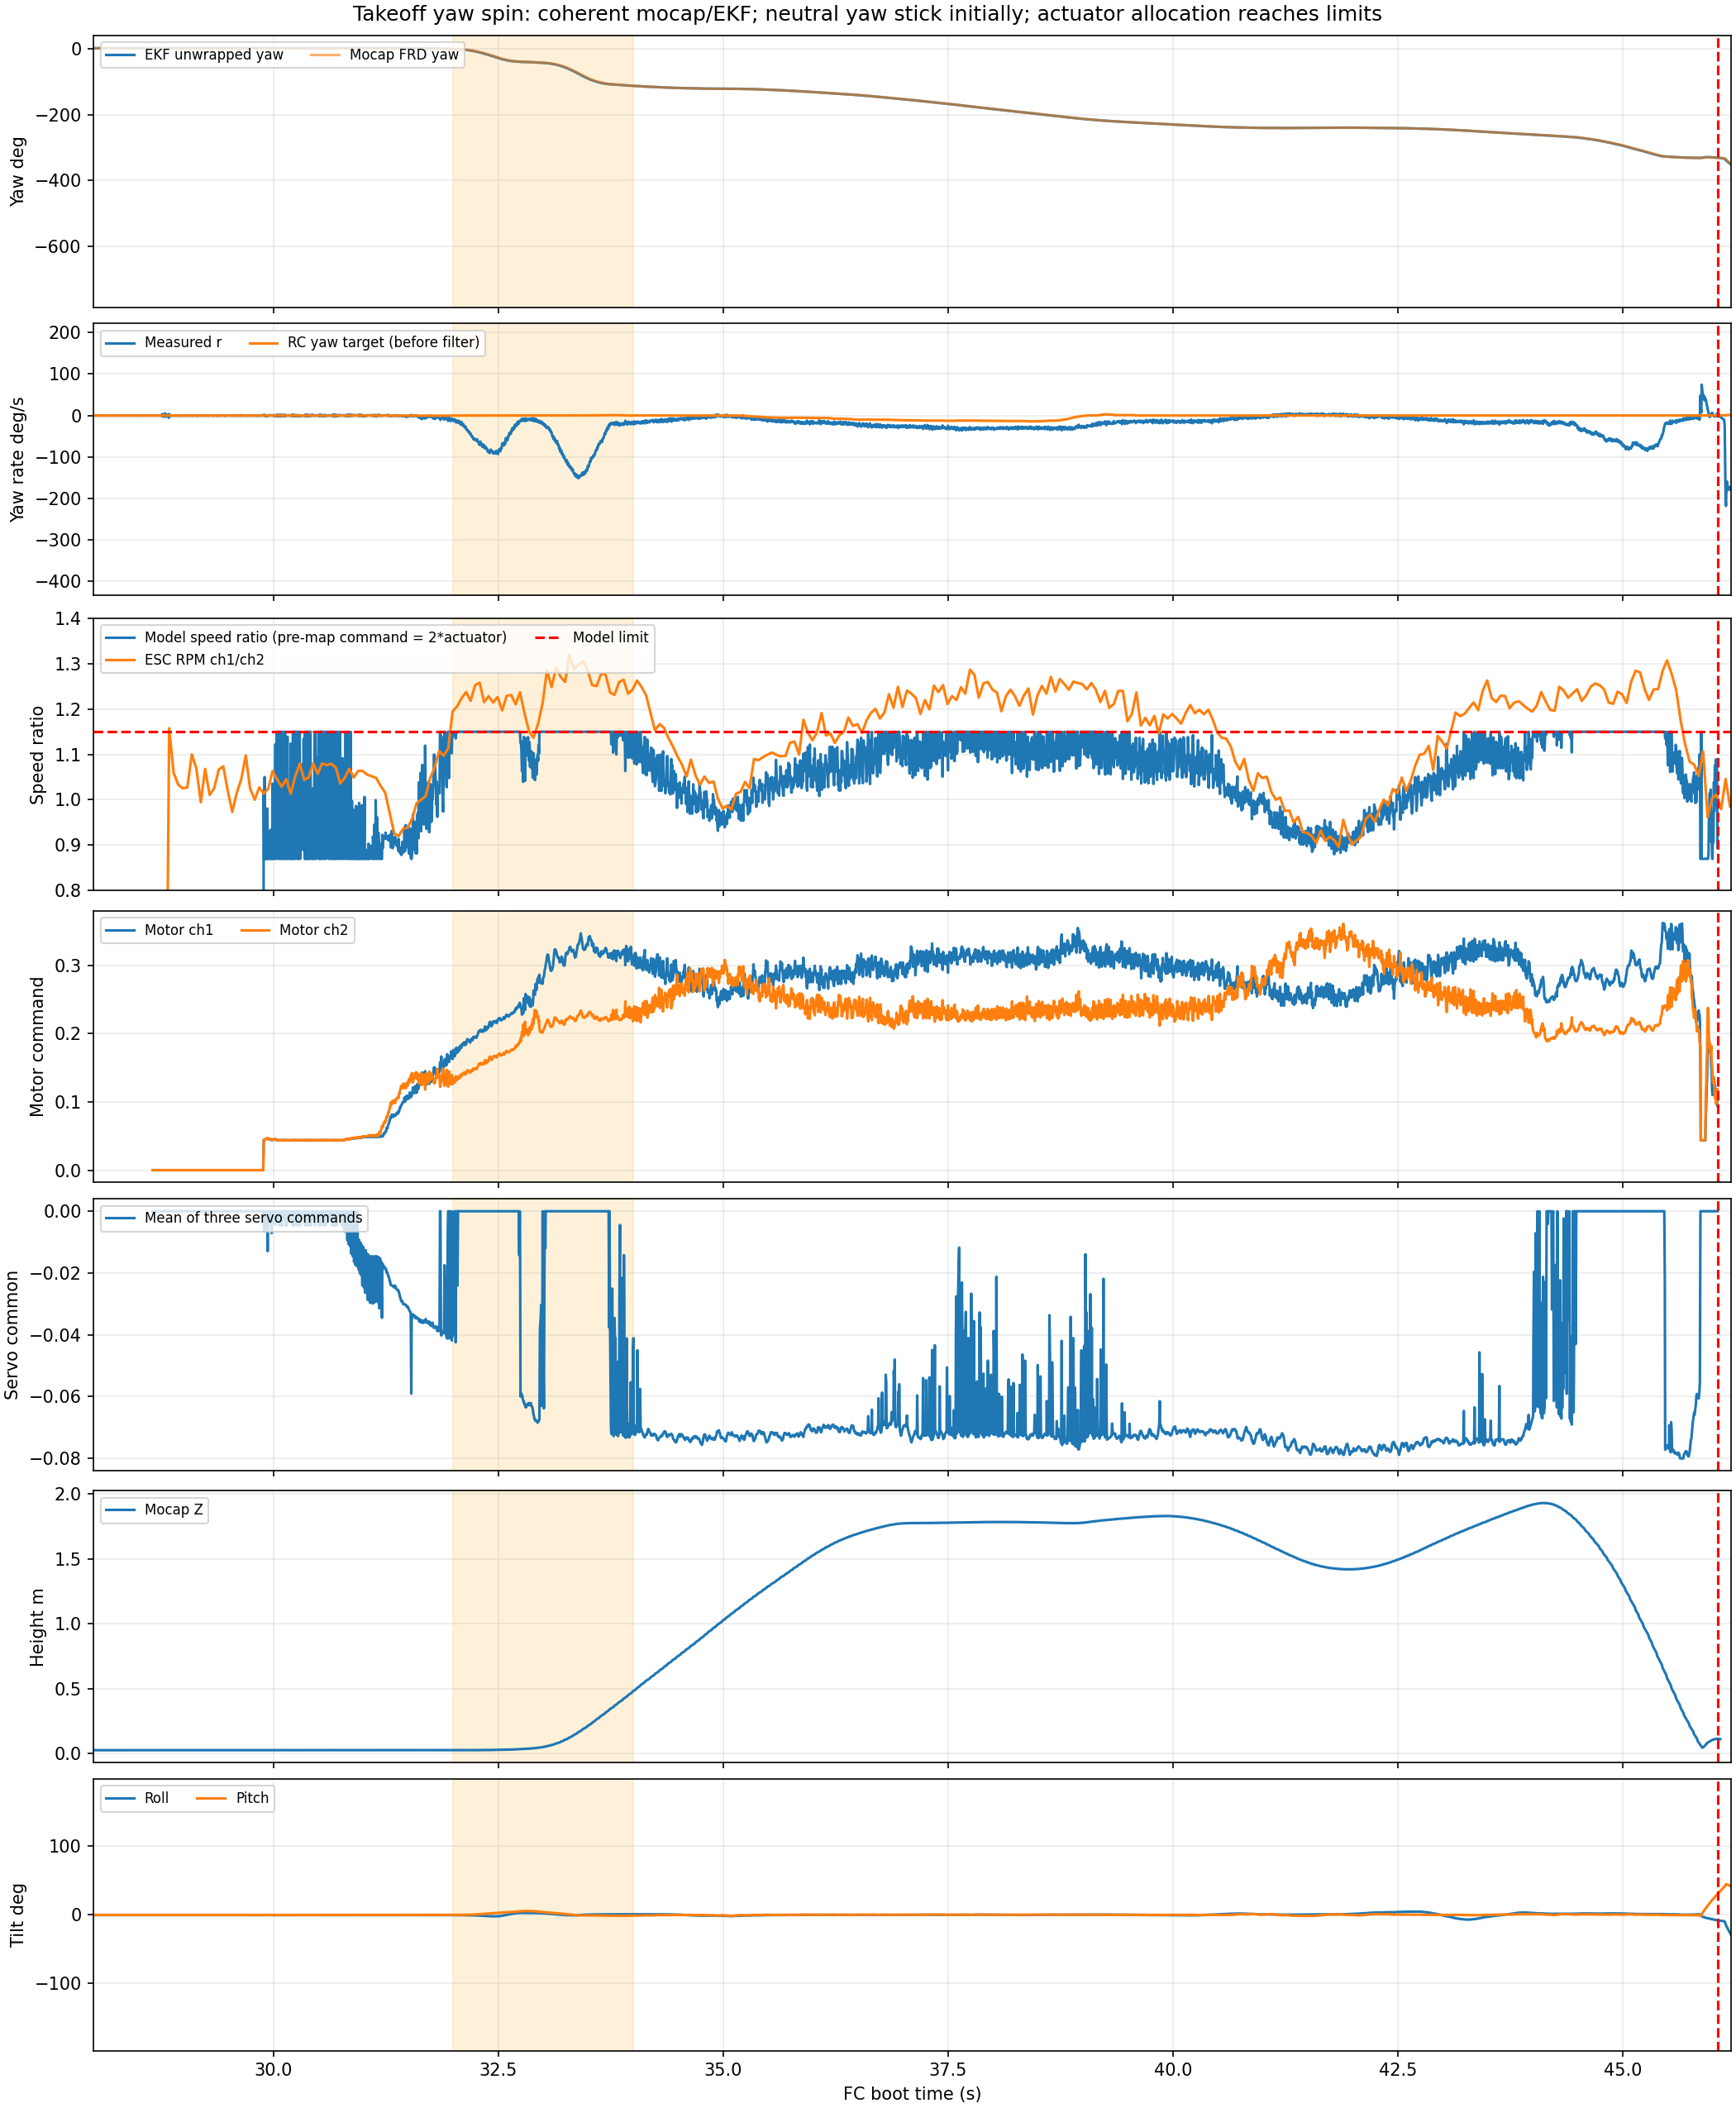 Takeoff yaw spin: coherent mocap/EKF; neutral yaw stick initially; actuator allocation reaches limits
EKF unwrapped yaw
Mocap FRD yaw
Yaw deg
0
−200
−400
−600
Measured r
RC yaw target (before filter)
Yaw rate deg/s
200
100
0
−100
−200
−300
−400
Model speed ratio (pre-map command = 2*actuator)
Model limit
ESC RPM ch1/ch2
Speed ratio
1.4
1.3
1.2
1.1
1.0
0.9
0.8
Motor ch1
Motor ch2
Motor command
0.3
0.2
0.1
0.0
Mean of three servo commands
Servo common
0.00
−0.02
−0.04
−0.06
−0.08
Mocap Z
Height m
2.0
1.5
1.0
0.5
0.0
Roll
Pitch
Tilt deg
100
0
−100
30.0
32.5
35.0
37.5
40.0
42.5
45.0
FC boot time (s)